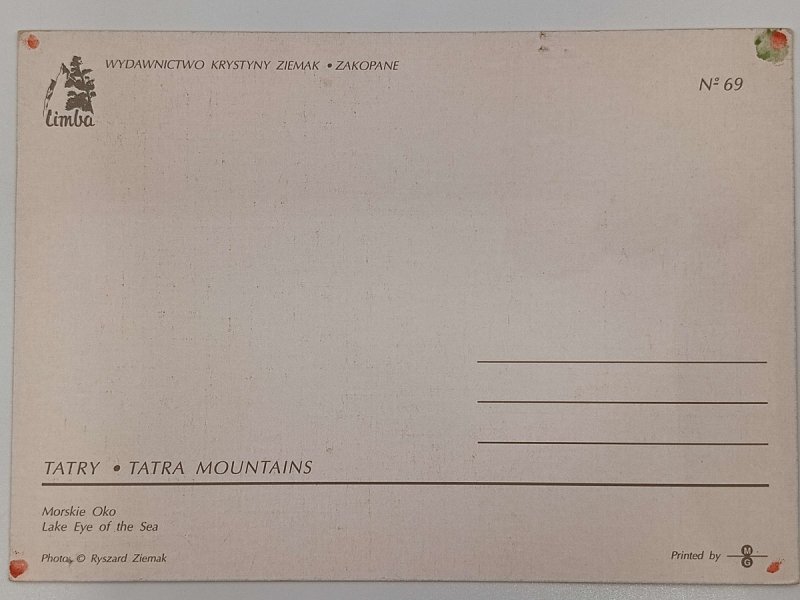 WYDAWNICTWO KRYSTYNY ZIEMAK • ZAKOPANE
Limba
Nº 69
TATRY • TATRA MOUNTAINS
Morskie Oko
Lake Eye of the Sea
Photo, © Ryszard Ziemak
Printed by M G